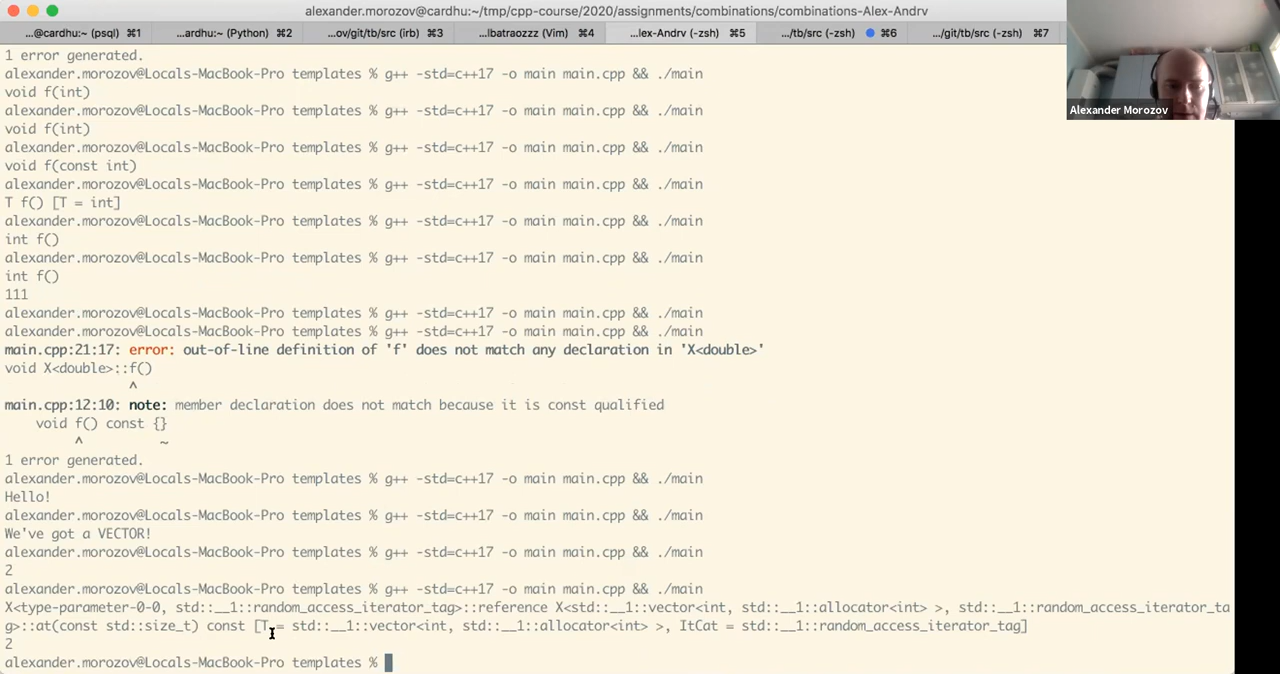 alexander.morozov@cardhu:~/tmp/cpp-course/2020/assignments/combinations/combinations-Alex-Andrv
...@cardhu:~ (psql) ⌘1 ...ardhu:~ (Python) ⌘2 ...ov/git/tb/src (irb) ⌘3 ...lbatraozzz (Vim) ⌘4 ...lex-Andrv (-zsh) ⌘5 .../tb/src (-zsh) ⌘6 .../git/tb/src (-zsh) ⌘7
Alexander Morozov
1 error generated.
alexander.morozov@Locals-MacBook-Pro templates % g++ -std=c++17 -o main main.cpp && ./main
void f(int)
alexander.morozov@Locals-MacBook-Pro templates % g++ -std=c++17 -o main main.cpp && ./main
void f(int)
alexander.morozov@Locals-MacBook-Pro templates % g++ -std=c++17 -o main main.cpp && ./main
void f(const int)
alexander.morozov@Locals-MacBook-Pro templates % g++ -std=c++17 -o main main.cpp && ./main
T f() [T = int]
alexander.morozov@Locals-MacBook-Pro templates % g++ -std=c++17 -o main main.cpp && ./main
int f()
alexander.morozov@Locals-MacBook-Pro templates % g++ -std=c++17 -o main main.cpp && ./main
int f()
111
alexander.morozov@Locals-MacBook-Pro templates % g++ -std=c++17 -o main main.cpp && ./main
alexander.morozov@Locals-MacBook-Pro templates % g++ -std=c++17 -o main main.cpp && ./main
main.cpp:21:17: error: out-of-line definition of 'f' does not match any declaration in 'X<double>'
void X<double>::f()
^
main.cpp:12:10: note: member declaration does not match because it is const qualified
void f() const {}
^ ~
1 error generated.
alexander.morozov@Locals-MacBook-Pro templates % g++ -std=c++17 -o main main.cpp && ./main
Hello!
alexander.morozov@Locals-MacBook-Pro templates % g++ -std=c++17 -o main main.cpp && ./main
We've got a VECTOR!
alexander.morozov@Locals-MacBook-Pro templates % g++ -std=c++17 -o main main.cpp && ./main
2
alexander.morozov@Locals-MacBook-Pro templates % g++ -std=c++17 -o main main.cpp && ./main
X<type-parameter-0-0, std::__1::random_access_iterator_tag>::reference X<std::__1::vector<int, std::__1::allocator<int> >, std::__1::random_access_iterator_ta
g>::at(const std::size_t) const [T = std::__1::vector<int, std::__1::allocator<int> >, ItCat = std::__1::random_access_iterator_tag]
2
alexander.morozov@Locals-MacBook-Pro templates %